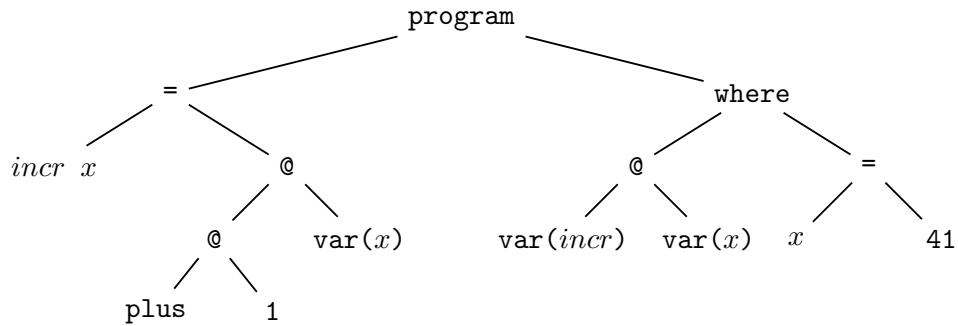 program
= where
incr x @ @ =
@ var(x) var(incr) var(x) x 41
plus 1